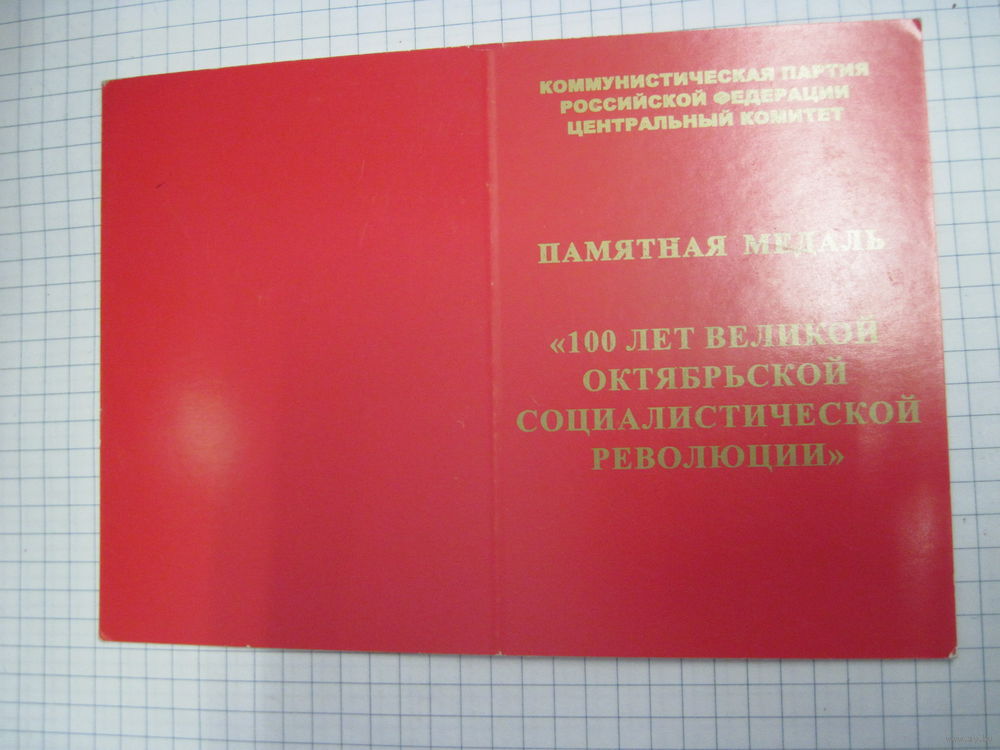 КОММУНИСТИЧЕСКАЯ ПАРТИЯ
РОССИЙСКОЙ ФЕДЕРАЦИИ
ЦЕНТРАЛЬНЫЙ КОМИТЕТ
ПАМЯТНАЯ МЕДАЛЬ
«100 ЛЕТ ВЕЛИКОЙ
ОКТЯБРЬСКОЙ
СОЦИАЛИСТИЧЕСКОЙ
РЕВОЛЮЦИИ»